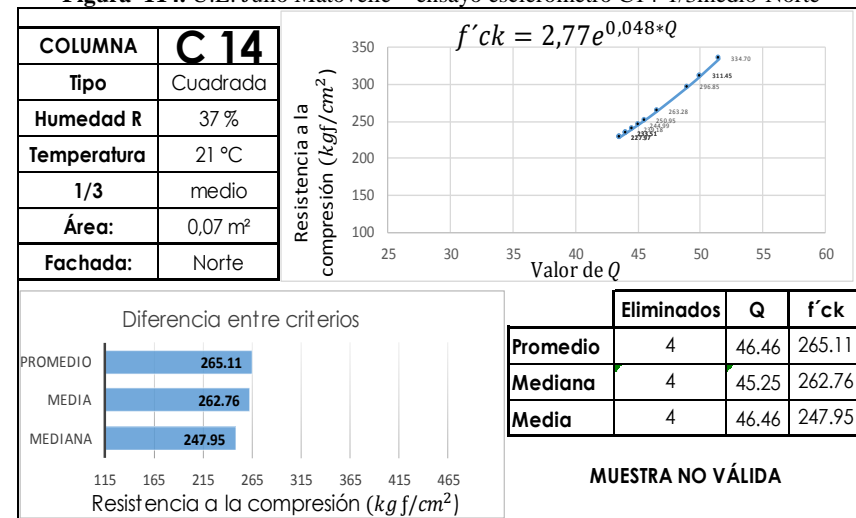 Figura 114.. C.E. Julio Matovelle – ensayo esclerómetro C14 1/3medio-Norte
COLUMNA C 14
Tipo Cuadrada
Humedad R 37 %
Temperatura 21 °C
1/3 medio
Área: 0,07 m²
Fachada: Norte
f´ck = 2,77e^0,048*Q
Resistencia a la
compresión (kgf/cm²)
350
300
250
200
150
100
334.70
311.45
296.85
263.28
250.95
244.99
25 30 35 40 45 50 55 60
Valor de Q
Diferencia entre criterios
PROMEDIO 265.11
MEDIA 262.76
MEDIANA 247.95
115 165 215 265 315 365 415 465
Resistencia a la compresión (kgf/cm²)
Eliminados Q f´ck
Promedio 4 46.46 265.11
Mediana 4 45.25 262.76
Media 4 46.46 247.95
MUESTRA NO VÁLIDA